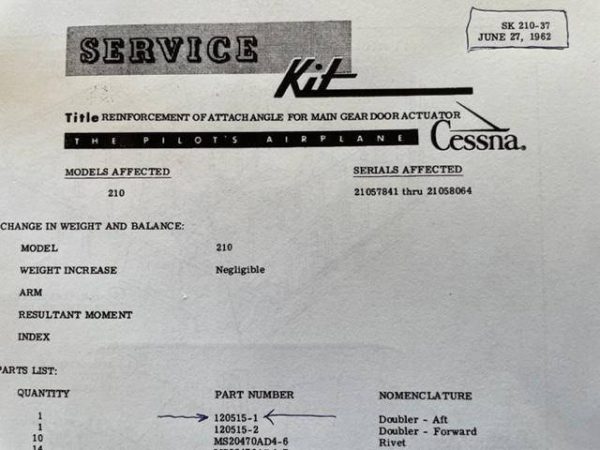 SK 210-37
JUNE 27, 1962
SERVICE
Kit
Title REINFORCEMENT OF ATTACH ANGLE FOR MAIN GEAR DOOR ACTUATOR
THE PILOT'S AIRPLANE
Cessna®
MODELS AFFECTED SERIALS AFFECTED
210 21057841 thru 21058064
CHANGE IN WEIGHT AND BALANCE:
MODEL 210
WEIGHT INCREASE Negligible
ARM
RESULTANT MOMENT
INDEX
PARTS LIST:
QUANTITY PART NUMBER NOMENCLATURE
1 120515-1 Doubler - Aft
1 120515-2 Doubler - Forward
10 MS20470AD4-6 Rivet
14